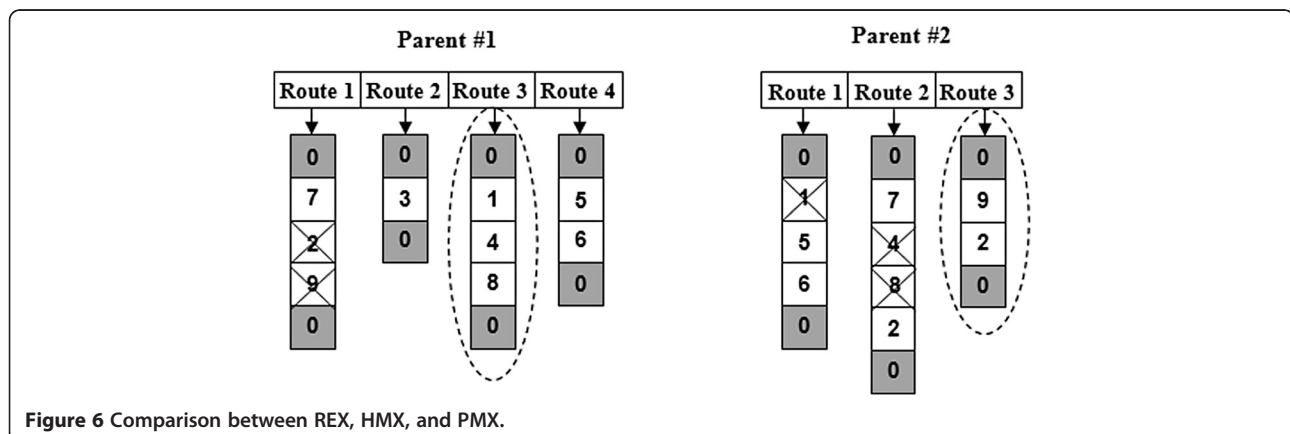 Parent #1
Parent #2
Route 1 Route 2 Route 3 Route 4
Route 1 Route 2 Route 3
0 0 0 0
0 0 0
7 3 1 5
1 7 9
2 0 4 6
5 4 2
9 8 0
6 8 0
0 0
0 2
0
Figure 6 Comparison between REX, HMX, and PMX.